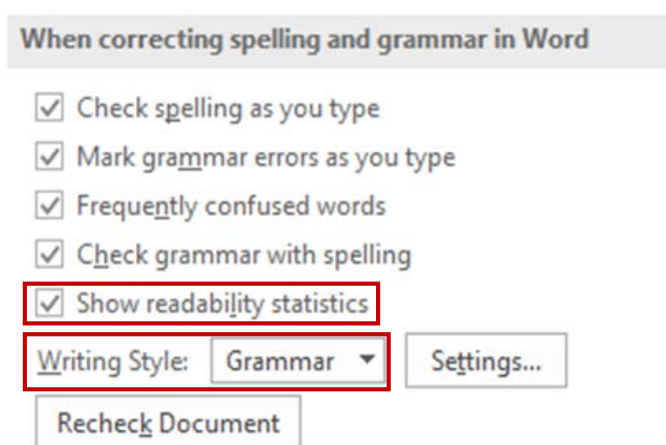 When correcting spelling and grammar in Word
Check spelling as you type
Mark grammar errors as you type
Frequently confused words
Check grammar with spelling
Show readability statistics
Writing Style: Grammar Settings...
Recheck Document